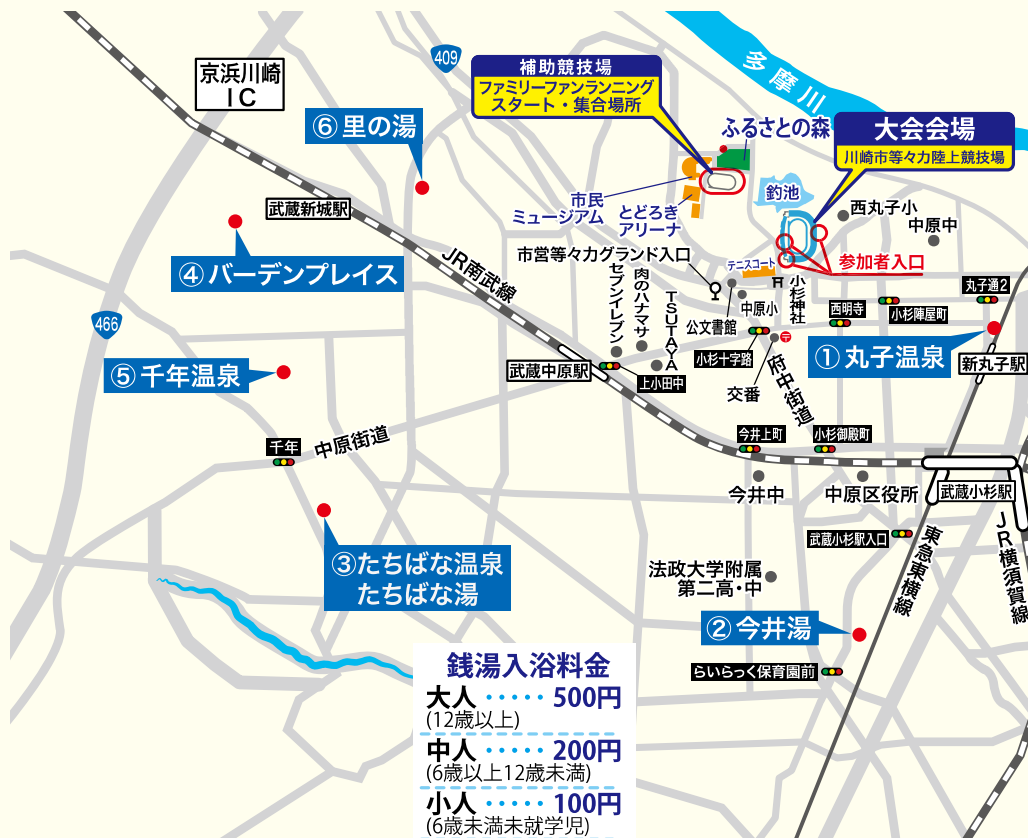 京浜川崎
IC
409
補助競技場
ファミリーファンランニング
スタート・集合場所
多摩川
ふるさとの森
大会会場
川崎市等々力陸上競技場
⑥里の湯
市民
ミュージアム
とどろき
アリーナ
釣池
西丸子小
中原中
武蔵新城駅
④バーデンプレイス
JR南武線
市営等々力グランド入口
テニスコート
参加者入口
セブンイレブン
肉のハナマサ
TSUTAYA
公文書館
中原小
小杉神社
西明寺
小杉陣屋町
丸子通2
466
⑤千年温泉
武蔵中原駅
上小田中
小杉十字路
〒
交番
府中街道
①丸子温泉
新丸子駅
千年
中原街道
今井上町
小杉御殿町
今井中
中原区役所
武蔵小杉駅
武蔵小杉駅入口
東急東横線
JR横須賀線
③たちばな温泉
たちばな湯
法政大学附属
第二高・中
②今井湯
らいらっく保育園前
銭湯入浴料金
大人 ・・・・・ 500円
(12歳以上)
中人 ・・・・・ 200円
(6歳以上12歳未満)
小人 ・・・・・ 100円
(6歳未満未就学児)